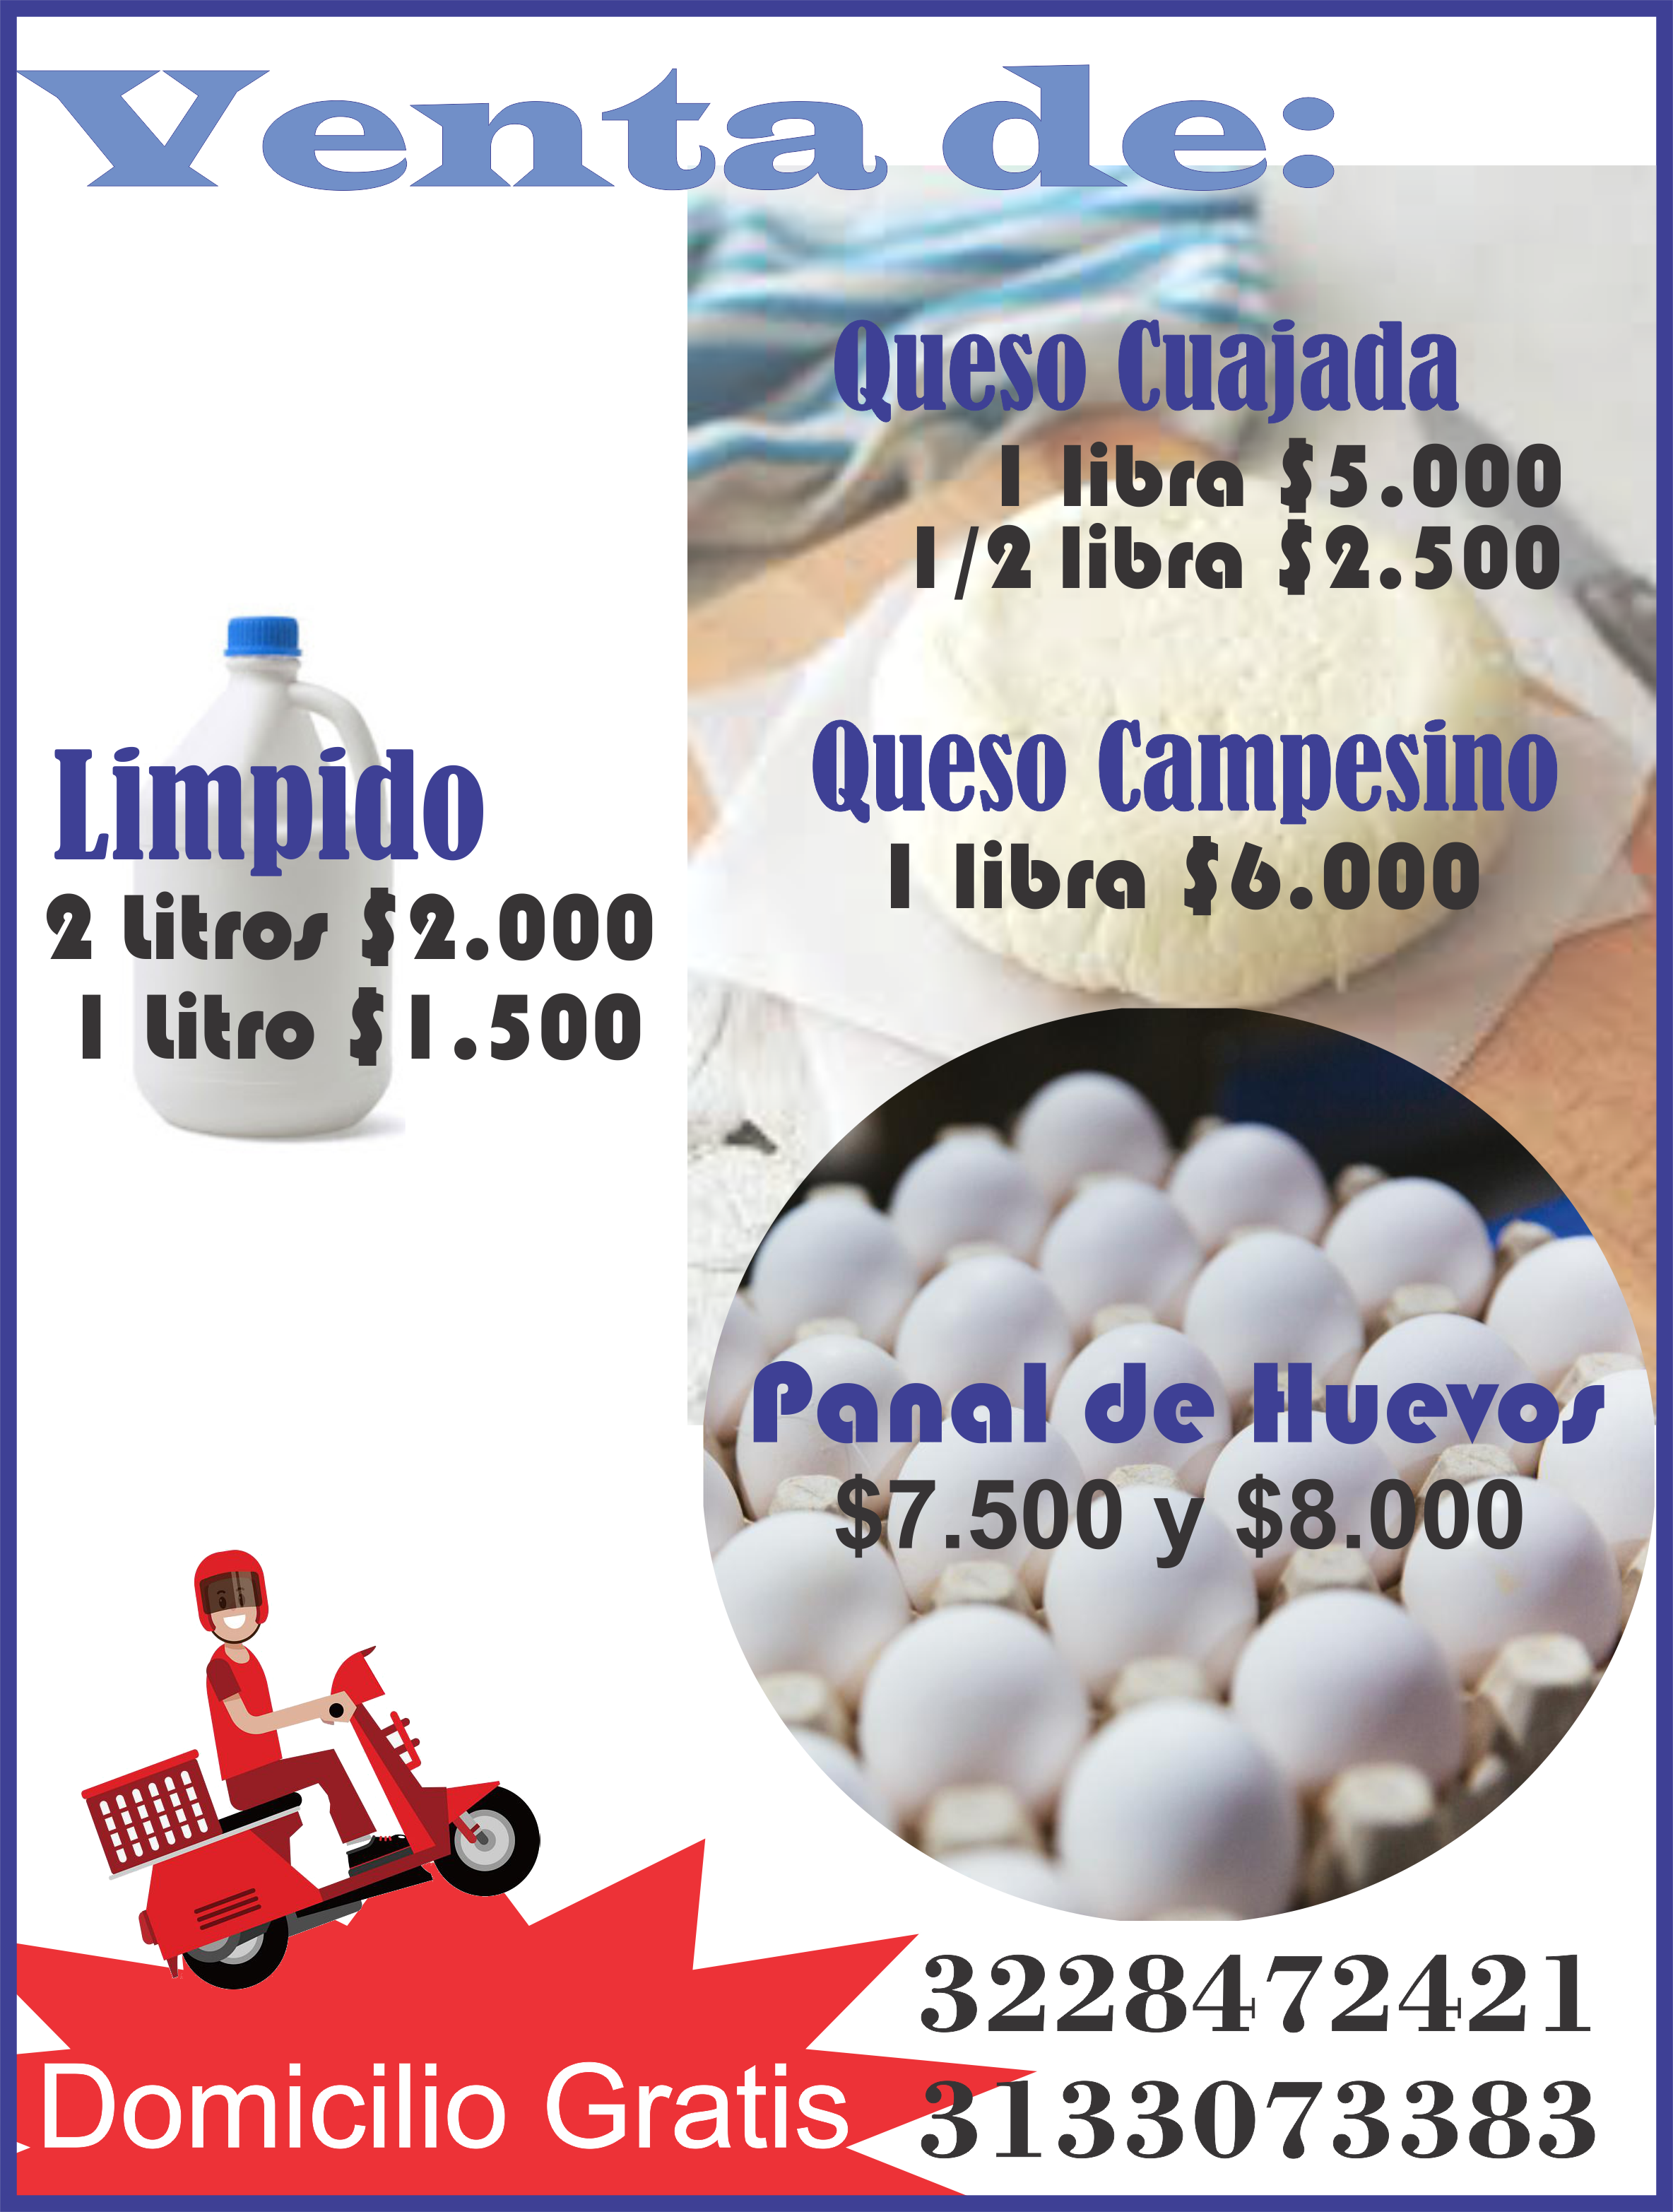 Venta de:
Queso Cuajada
1 libra $5.000
1/2 libra $2.500
Queso Campesino
1 libra $6.000
Limpido
2 Litros $2.000
1 Litro $1.500
Panal de Huevos
$7.500 y $8.000
Domicilio Gratis
3228472421
3133073383